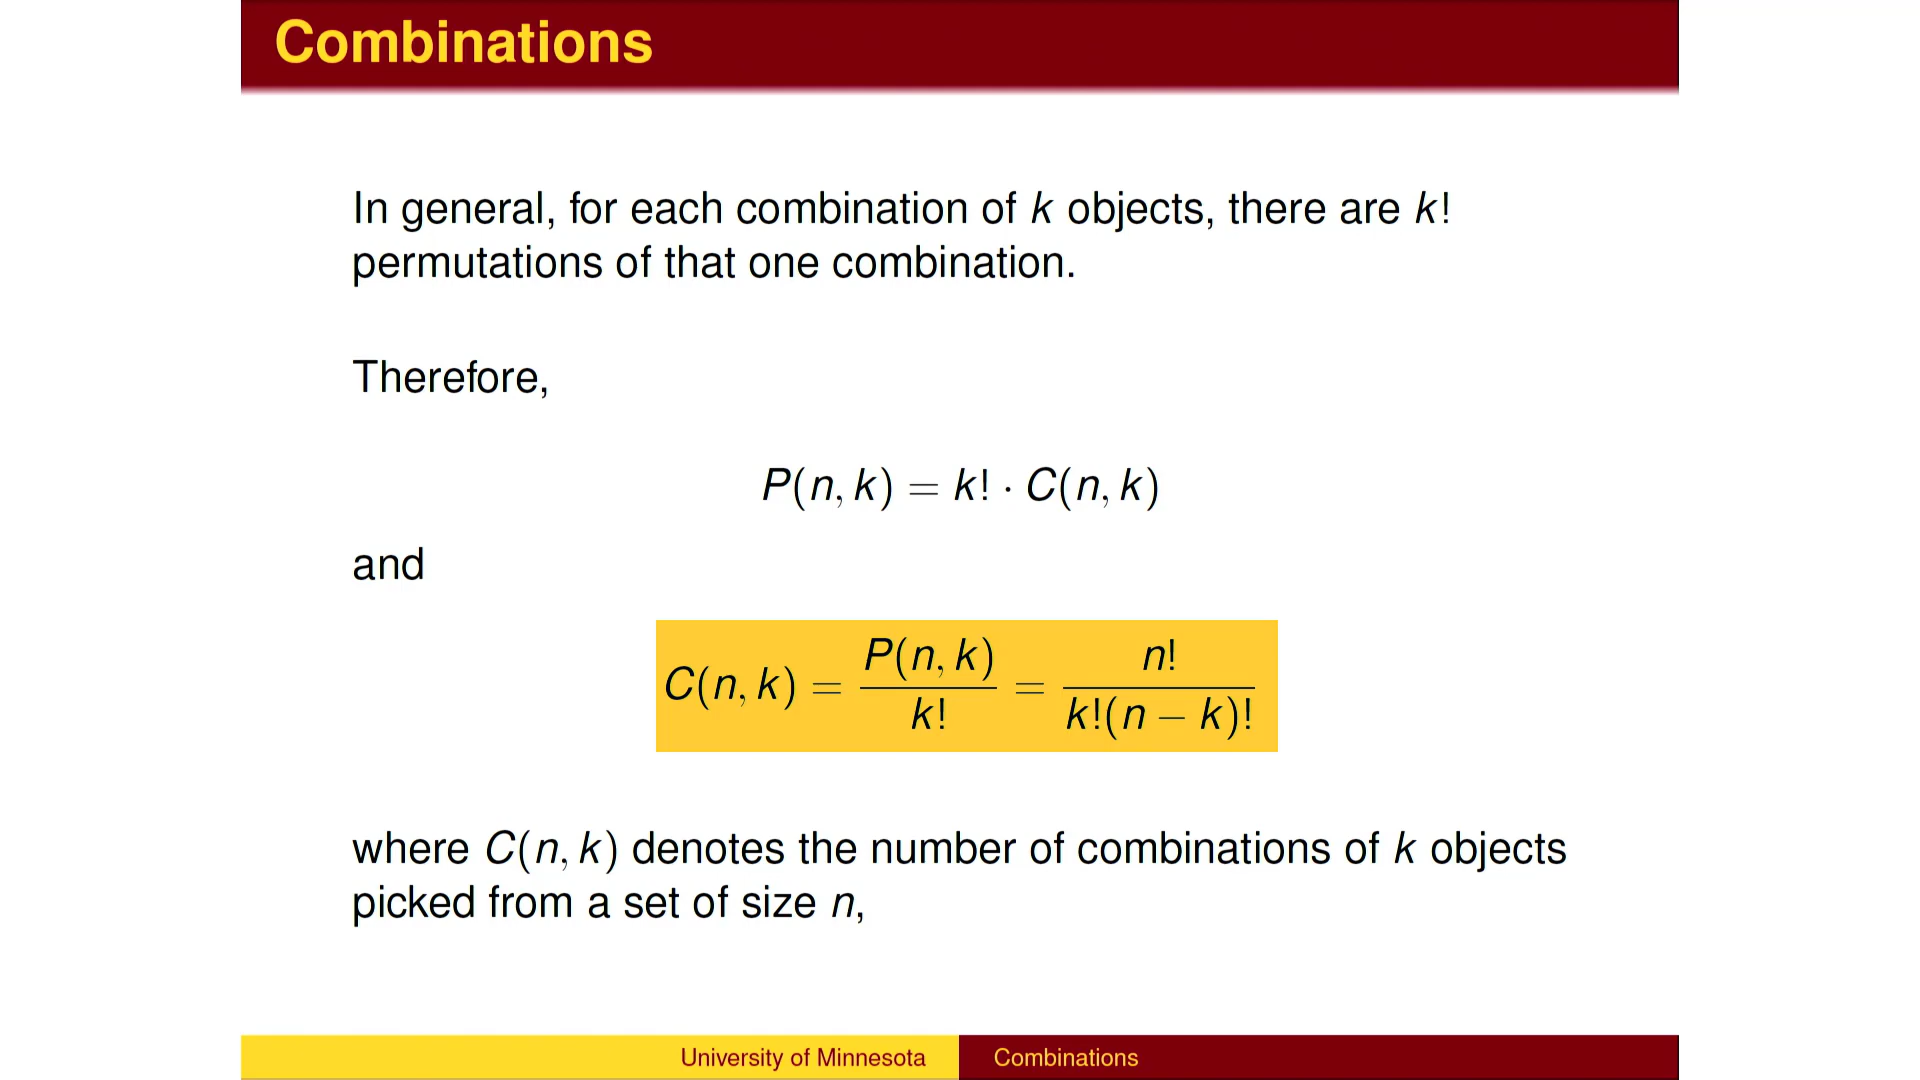 Combinations
In general, for each combination of k objects, there are k!
permutations of that one combination.
Therefore,
P(n, k) = k! · C(n, k)
and
C(n, k) = P(n, k) / k! = n! / k!(n − k)!
where C(n, k) denotes the number of combinations of k objects
picked from a set of size n,
University of Minnesota Combinations